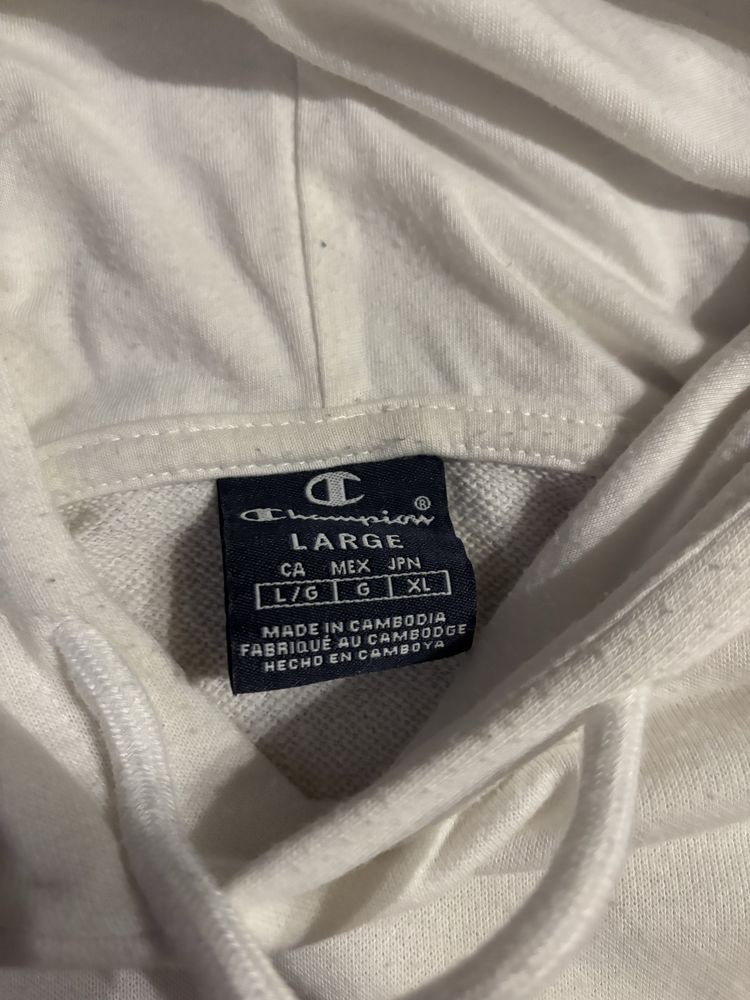 Champion®
LARGE
CA MEX JPN
L/G G XL
MADE IN CAMBODIA
FABRIQUÉ AU CAMBODGE
HECHO EN CAMBOYA